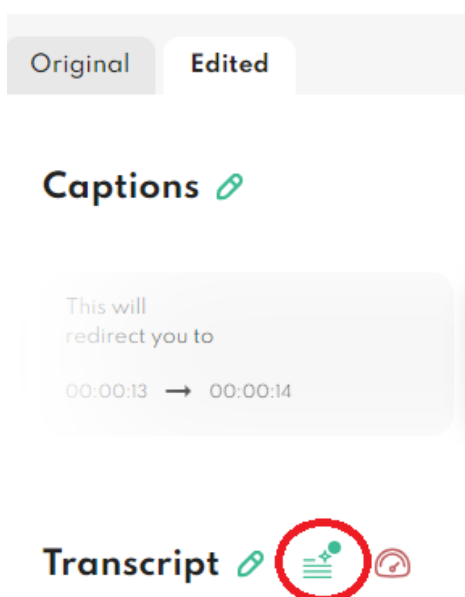 Original Edited
Captions
This will
redirect you to
00:00:13 → 00:00:14
Transcript